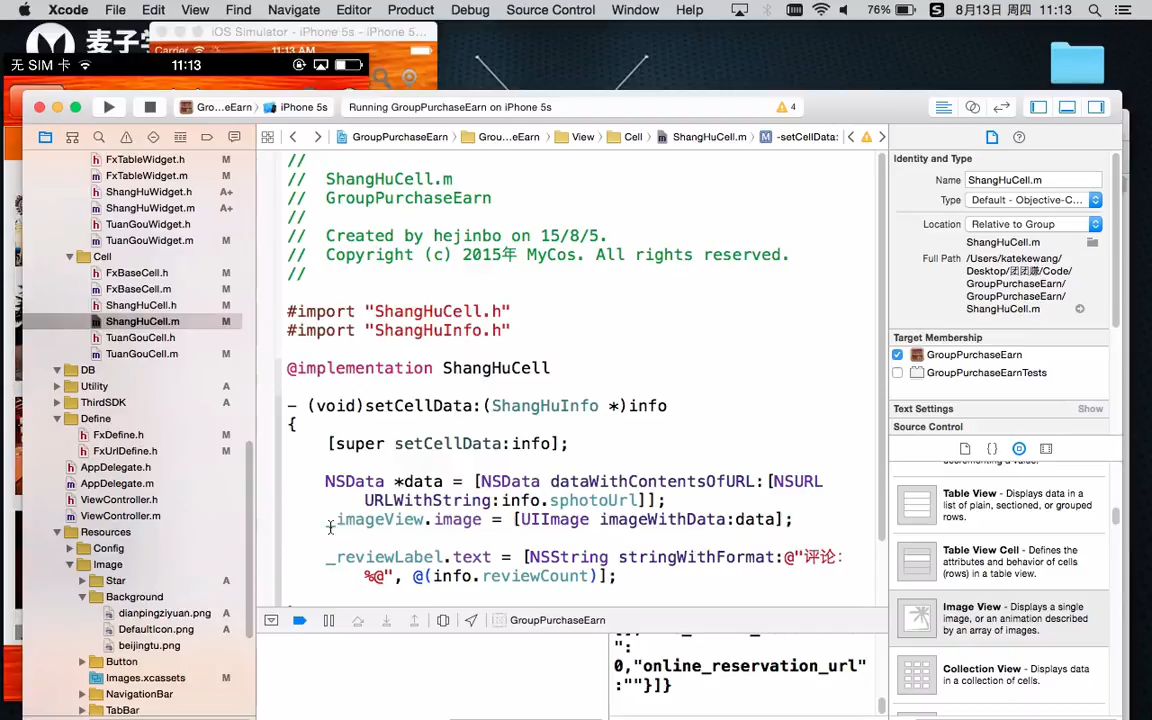 Xcode File Edit View Find Navigate Editor Product Debug Source Control Window Help 76% S 8月13日 周四 11:13
麦子学
iOS Simulator - iPhone 5s - iPhone 5s...
Carrier 11:13 AM
无 SIM 卡 11:13
Gro...eEarn iPhone 5s Running GroupPurchaseEarn on iPhone 5s 4
GroupPurchaseEarn Grou...eEarn View Cell ShangHuCell.m M -setCellData:
FxTableWidget.h M
FxTableWidget.m M
ShangHuWidget.h A+
ShangHuWidget.m A+
TuanGouWidget.h M
TuanGouWidget.m M
Cell
FxBaseCell.h M
FxBaseCell.m M
ShangHuCell.h M
ShangHuCell.m M
TuanGouCell.h M
TuanGouCell.m M
DB
Utility A
ThirdSDK A
Define
FxDefine.h M
FxUrlDefine.h M
AppDelegate.h
AppDelegate.m
ViewController.h
ViewController.m
Resources
Config
Image
Star A
Background
dianpingziyuan.png A
DefaultIcon.png A
beijingtu.png
Button
Images.xcassets
NavigationBar
TabBar
//
// ShangHuCell.m
// GroupPurchaseEarn
//
// Created by hejinbo on 15/8/5.
// Copyright (c) 2015年 MyCos. All rights reserved.
//
#import "ShangHuCell.h"
#import "ShangHuInfo.h"
@implementation ShangHuCell
- (void)setCellData:(ShangHuInfo *)info
{
[super setCellData:info];
NSData *data = [NSData dataWithContentsOfURL:[NSURL
URLWithString:info.sphotoUrl]];
_imageView.image = [UIImage imageWithData:data];
_reviewLabel.text = [NSString stringWithFormat:@"评论:
%@", @(info.reviewCount)];
GroupPurchaseEarn
":
0,"online_reservation_url"
:""}]}
Identity and Type
Name ShangHuCell.m
Type Default - Objective-C...
Location Relative to Group
ShangHuCell.m
Full Path /Users/katekewang/
Desktop/团团赚/Code/
GroupPurchaseEarn/
GroupPurchaseEarn/
ShangHuCell.m
Target Membership
GroupPurchaseEarn
GroupPurchaseEarnTests
Text Settings Show
Source Control
Table View - Displays data in
a list of plain, sectioned, or grouped
rows.
Table View Cell - Defines the
attributes and behavior of cells
(rows) in a table view.
Image View - Displays a single
image, or an animation described
by an array of images.
Collection View - Displays data
in a collection of cells.